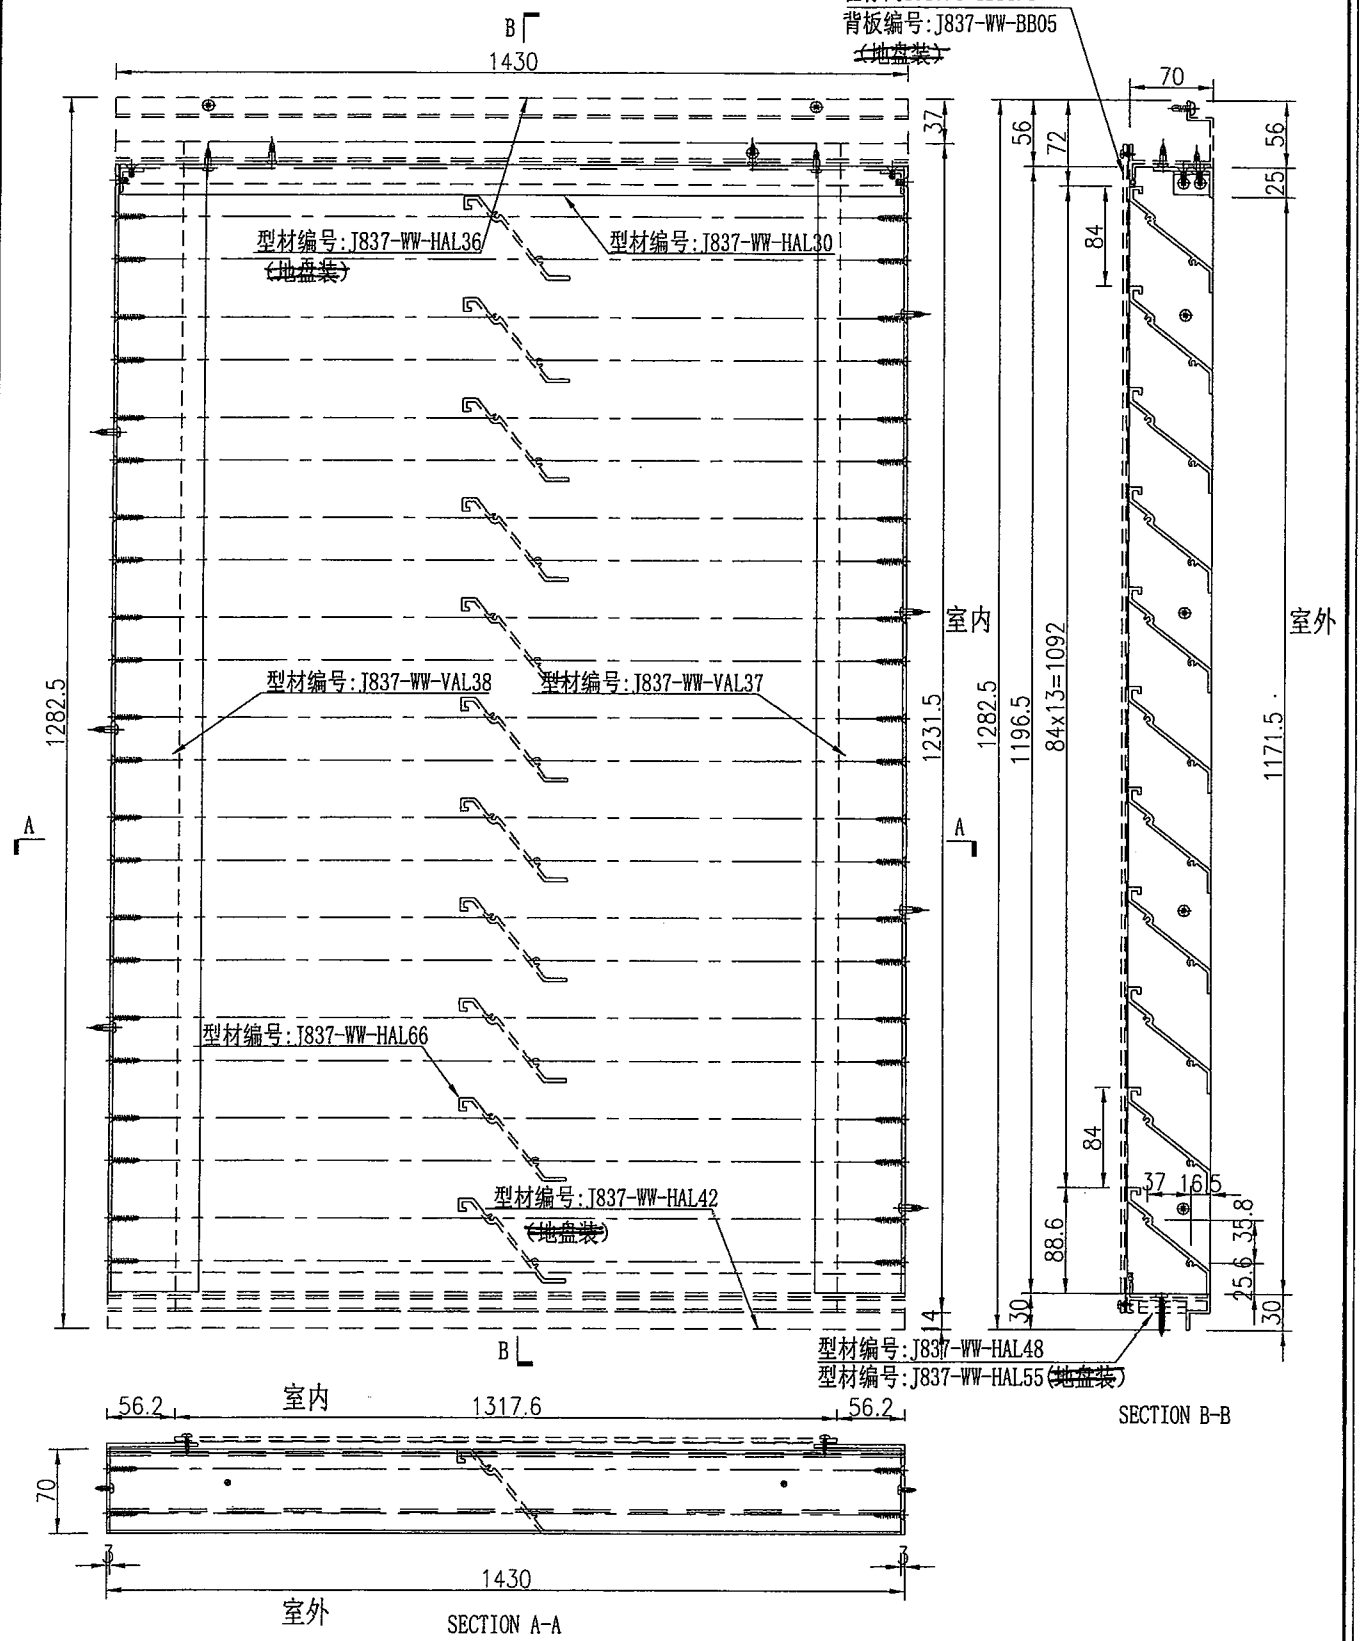 背板编号:J837-WW-BB05
(地盘装)
B
1430
70
37
56
72
56
25
84
型材编号:J837-WW-HAL36
(地盘装)
型材编号:J837-WW-HAL30
室内
室外
1282.5
型材编号:J837-WW-VAL38
型材编号:J837-WW-VAL37
1231.5
1282.5
1196.5
84x13=1092
1171.5
A
A
型材编号:J837-WW-HAL66
84
型材编号:J837-WW-HAL42
(地盘装)
37
16.5
88.6
35.8
25.6
30
30
14
B
型材编号:J837-WW-HAL48
型材编号:J837-WW-HAL55(地盘装)
SECTION B-B
室内
56.2
1317.6
56.2
70
3
3
1430
室外
SECTION A-A